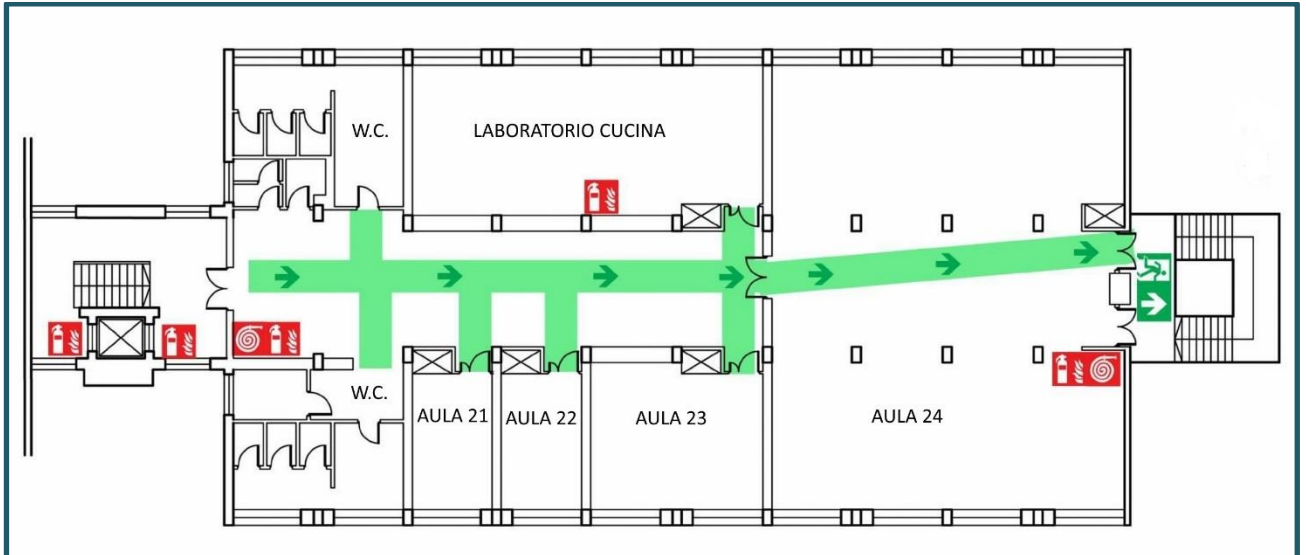 W.C.
LABORATORIO CUCINA
W.C.
AULA 21
AULA 22
AULA 23
AULA 24